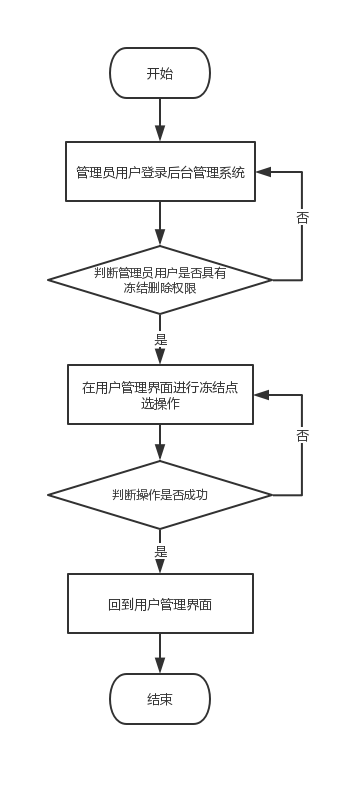 开始
管理员用户登录后台管理系统
否
判断管理员用户是否具有
冻结删除权限
是
在用户管理界面进行冻结点
选操作
否
判断操作是否成功
是
回到用户管理界面
结束